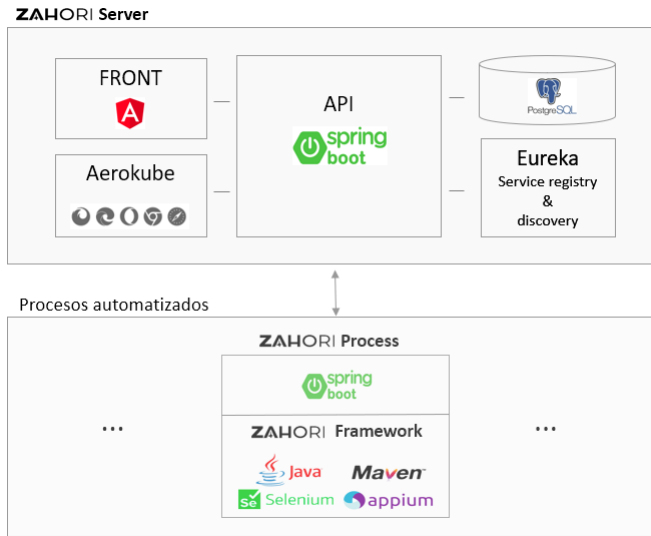 ZAHORI Server
FRONT
Aerokube
API
spring
boot
PostgreSQL
Eureka
Service registry
&
discovery
Procesos automatizados
ZAHORI Process
spring
boot
...
...
ZAHORI Framework
Java
Maven
Se Selenium
appium